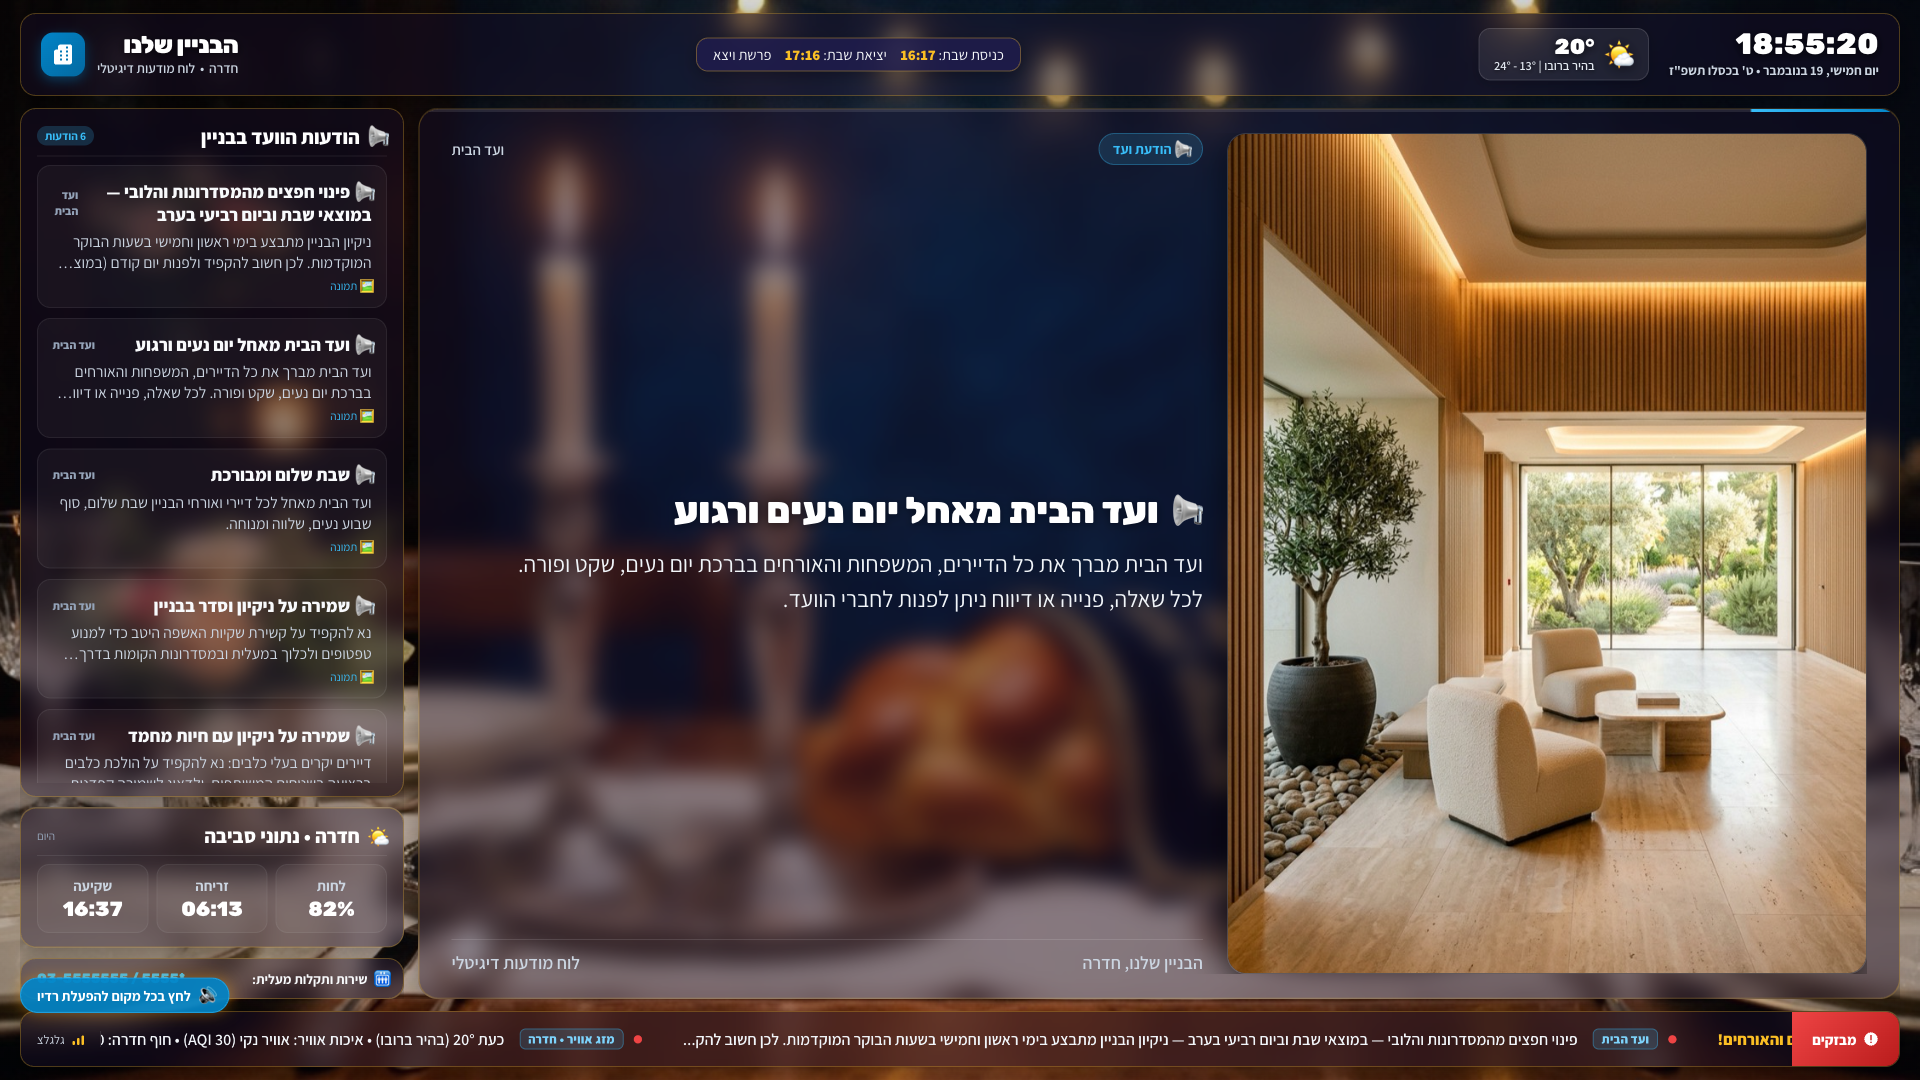 18:55:20
יום חמישי, 19 בנובמבר • ט' בכסלו תשפ"ז
20°
בהיר ברובו | 13° - 24°
כניסת שבת: 16:17 יציאת שבת: 17:16 פרשת ויצא
הבניין שלנו
חדרה • לוח מודעות דיגיטלי
הודעת ועד
ועד הבית
ועד הבית מאחל יום נעים ורגוע
ועד הבית מברך את כל הדיירים, המשפחות והאורחים בברכת יום נעים, שקט ופורה.
לכל שאלה, פנייה או דיווח ניתן לפנות לחברי הוועד.
הבניין שלנו, חדרה
לוח מודעות דיגיטלי
הודעות הוועד בבניין
6 הודעות
פינוי חפצים מהמסדרונות והלובי —
במוצאי שבת וביום רביעי בערב
ועד
הבית
ניקיון הבניין מתבצע בימי ראשון וחמישי בשעות הבוקר
המוקדמות. לכן חשוב להקפיד ולפנות יום קודם (במוצ...
תמונה
ועד הבית מאחל יום נעים ורגוע
ועד הבית
ועד הבית מברך את כל הדיירים, המשפחות והאורחים
בברכת יום נעים, שקט ופורה. לכל שאלה, פנייה או דיוו...
תמונה
שבת שלום ומבורכת
ועד הבית
ועד הבית מאחל לכל דיירי ואורחי הבניין שבת שלום, סוף
שבוע נעים, שלווה ומנוחה.
תמונה
שמירה על ניקיון וסדר בבניין
ועד הבית
נא להקפיד על קשירת שקיות האשפה היטב כדי למנוע
טפטופים ולכלוך במעלית ובמסדרונות הקומות בדרך...
תמונה
שמירה על ניקיון עם חיות מחמד
ועד הבית
דיירים יקרים בעלי כלבים: נא להקפיד על הולכת כלבים
חדרה • נתוני סביבה
היום
לחות
82%
זריחה
06:13
שקיעה
16:37
שירות ותקלות מעלית:
לחץ בכל מקום להפעלת רדיו
מבזקים
והאורחים!
ועד הבית
פינוי חפצים מהמסדרונות והלובי — במוצאי שבת וביום רביעי בערב — ניקיון הבניין מתבצע בימי ראשון וחמישי בשעות הבוקר המוקדמות. לכן חשוב להק...
מזג אוויר • חדרה
כעת 20° (בהיר ברובו) • איכות אוויר: אוויר נקי (AQI 30) • חוף חדרה:
גלגלצ